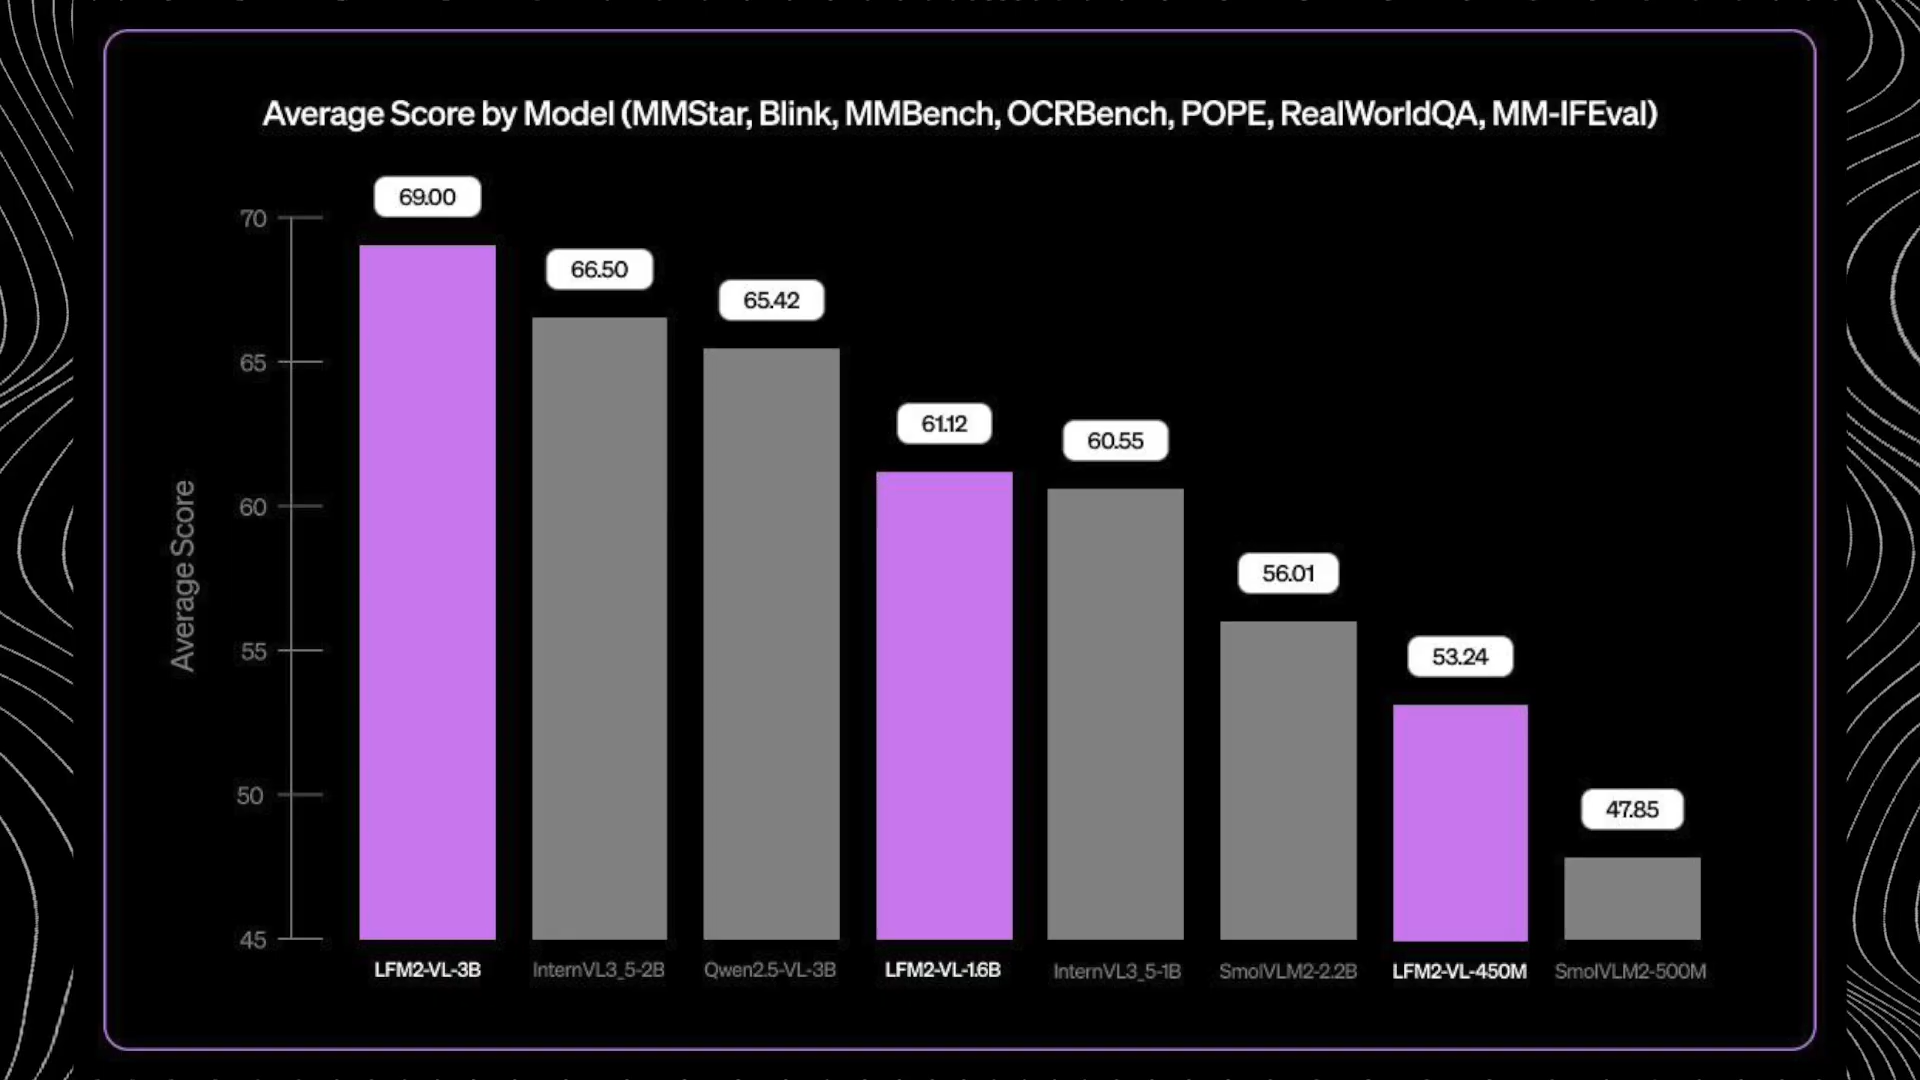 Average Score by Model (MMStar, Blink, MMBench, OCRBench, POPE, RealWorldQA, MM-IFEval)
69.00
66.50
65.42
61.12
60.55
56.01
53.24
47.85
70
65
60
55
50
45
Average Score
LFM2-VL-3B
InternVL3_5-2B
Qwen2.5-VL-3B
LFM2-VL-1.6B
InternVL3_5-1B
SmolVLM2-2.2B
LFM2-VL-450M
SmolVLM2-500M